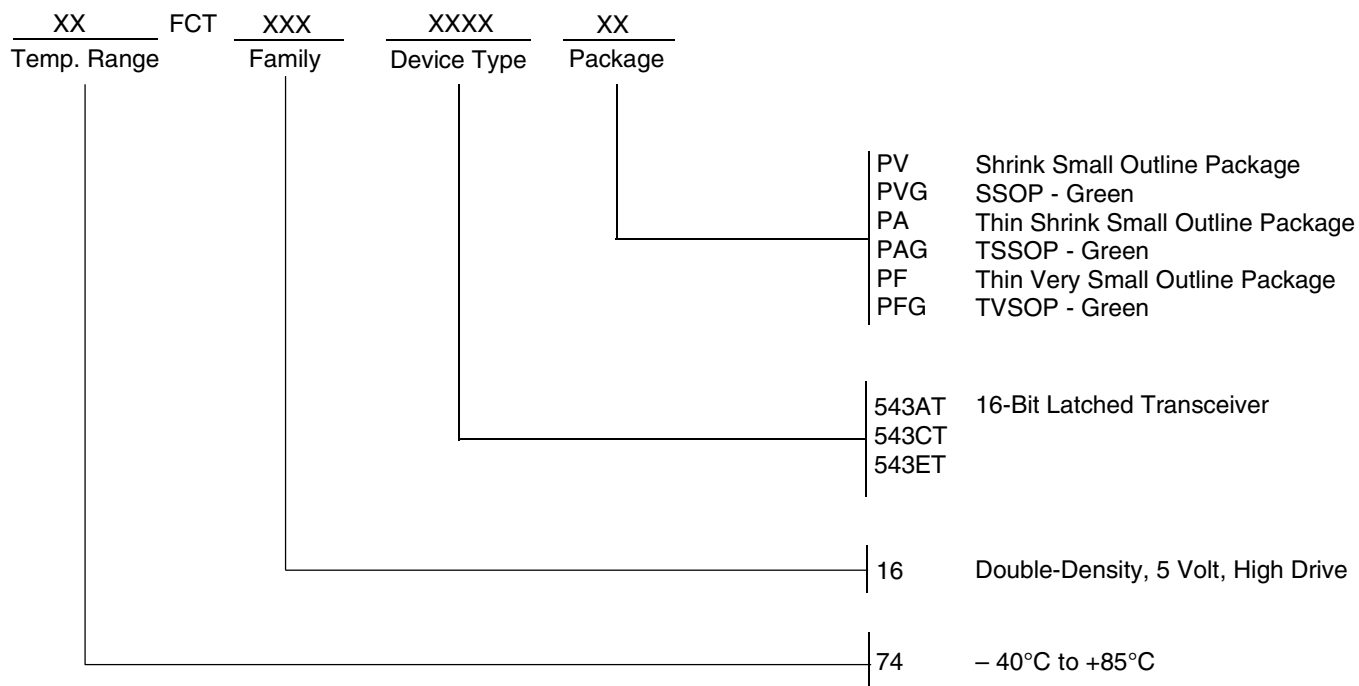 XX FCT XXX XXXX XX
Temp. Range Family Device Type Package
PV Shrink Small Outline Package
PVG SSOP - Green
PA Thin Shrink Small Outline Package
PAG TSSOP - Green
PF Thin Very Small Outline Package
PFG TVSOP - Green
543AT 16-Bit Latched Transceiver
543CT
543ET
16 Double-Density, 5 Volt, High Drive
74 – 40°C to +85°C